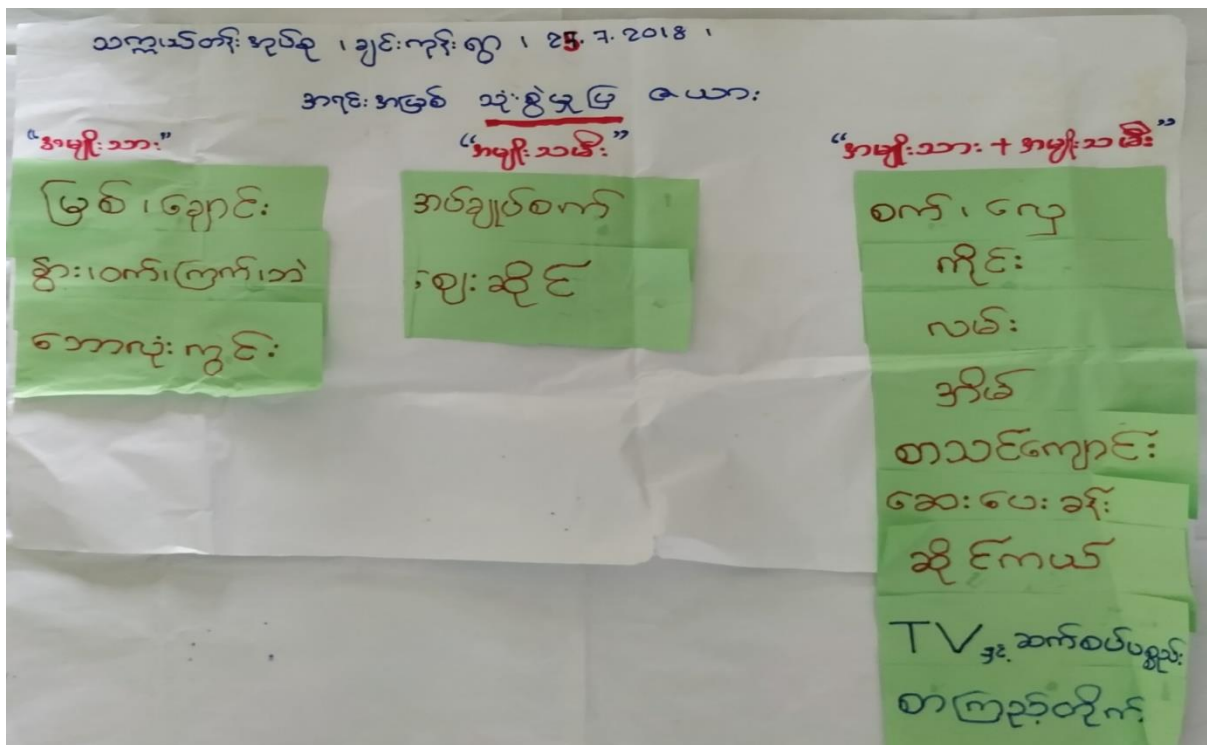 သက္ကယ်တန်း အုပ်စု ၊ ချင်းကုန်း ရွာ ၊ 25.7.2018 ၊
အရင်းအမြစ် သုံးစွဲမှုပြ ဇယား
“အမျိုးသား”
မြစ်၊ချောင်း
နွား၊ဝက်၊ကြက်၊ဘဲ
ဘောလုံးကွင်း
“အမျိုးသမီး”
အပ်ချုပ်စက်
ဈေးဆိုင်
“အမျိုးသား + အမျိုးသမီး”
စက်၊ လှေ
ကိုင်း
လမ်း
အိမ်
စာသင်ကျောင်း
ဆေးပေးခန်း
ဆိုင်ကယ်
TV နှင့် ဆက်စပ်ပစ္စည်း
စာကြည့်တိုက်